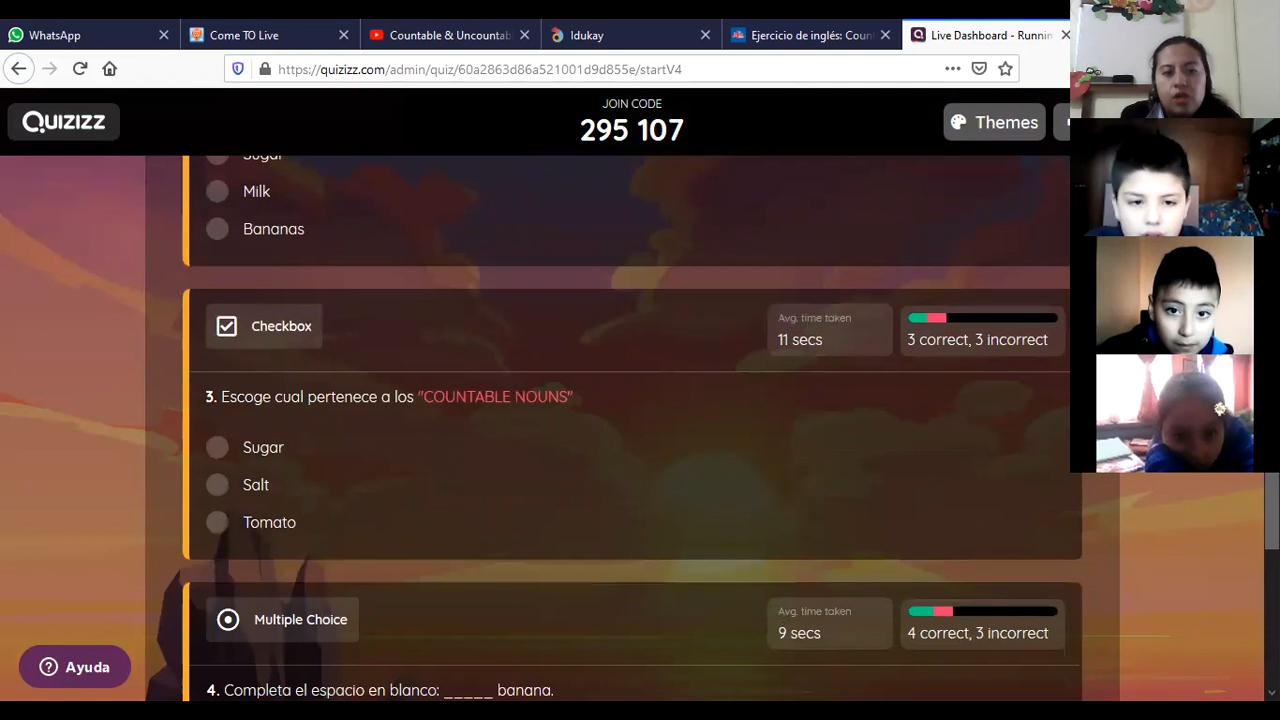 WhatsApp
Come TO Live
Countable & Uncountab
Idukay
Ejercicio de inglés: Coun
Live Dashboard - Runnin
https://quizizz.com/admin/quiz/60a2863d86a521001d9d855e/startV4
QUIZIZZ
JOIN CODE
295 107
Themes
Sugar
Milk
Bananas
Checkbox
Avg. time taken
11 secs
3 correct, 3 incorrect
3. Escoge cual pertenece a los "COUNTABLE NOUNS"
Sugar
Salt
Tomato
Multiple Choice
Avg. time taken
9 secs
4 correct, 3 incorrect
Ayuda
4. Completa el espacio en blanco: _____ banana.